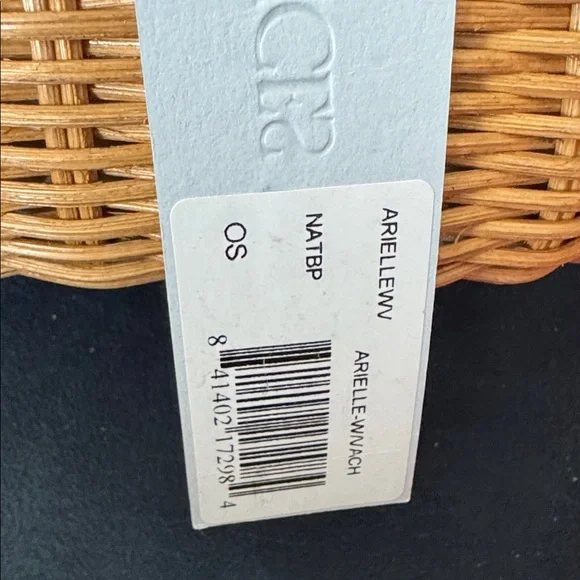 ARIELLEWV
NATBP
OS
ARIELLE-WVACH
8 41402 17298 4